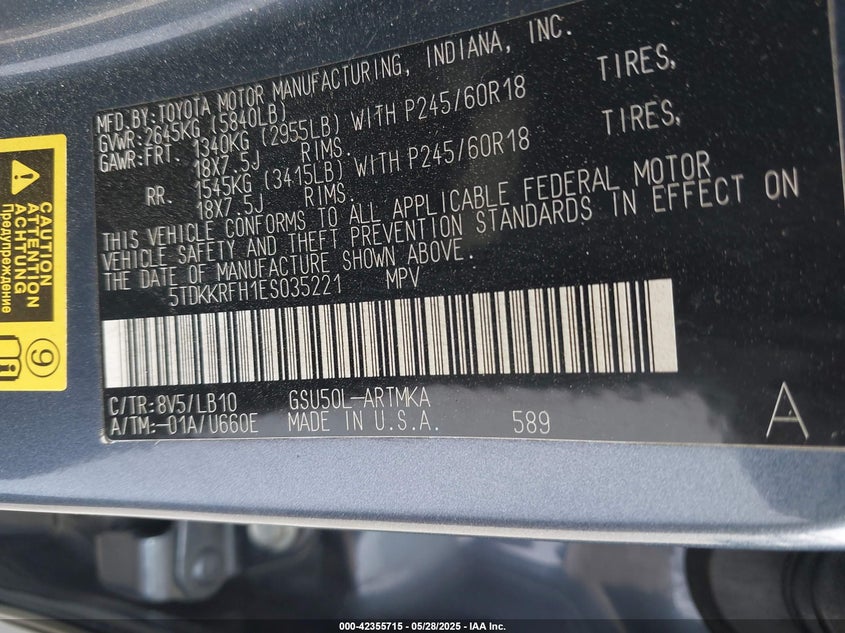 MFD.BY:TOYOTA MOTOR MANUFACTURING, INDIANA, INC.
GVWR:2645KG (5840LB)
GAWR:FRT. 1340KG (2955LB) WITH P245/60R18 TIRES,
18X7.5J RIMS.
RR. 1545KG (3415LB) WITH P245/60R18 TIRES,
18X7.5J RIMS.
THIS VEHICLE CONFORMS TO ALL APPLICABLE FEDERAL MOTOR
VEHICLE SAFETY AND THEFT PREVENTION STANDARDS IN EFFECT ON
THE DATE OF MANUFACTURE SHOWN ABOVE.
5TDKKRFH1ES035221 MPV
C/TR:8V5/LB10 GSU50L-ARTMKA
A/TM:-01A/U660E MADE IN U.S.A. 589 A
CAUTION
ATTENTION
ACHTUNG
Предупреждение
9
000-42355715 - 05/28/2025 - IAA Inc.